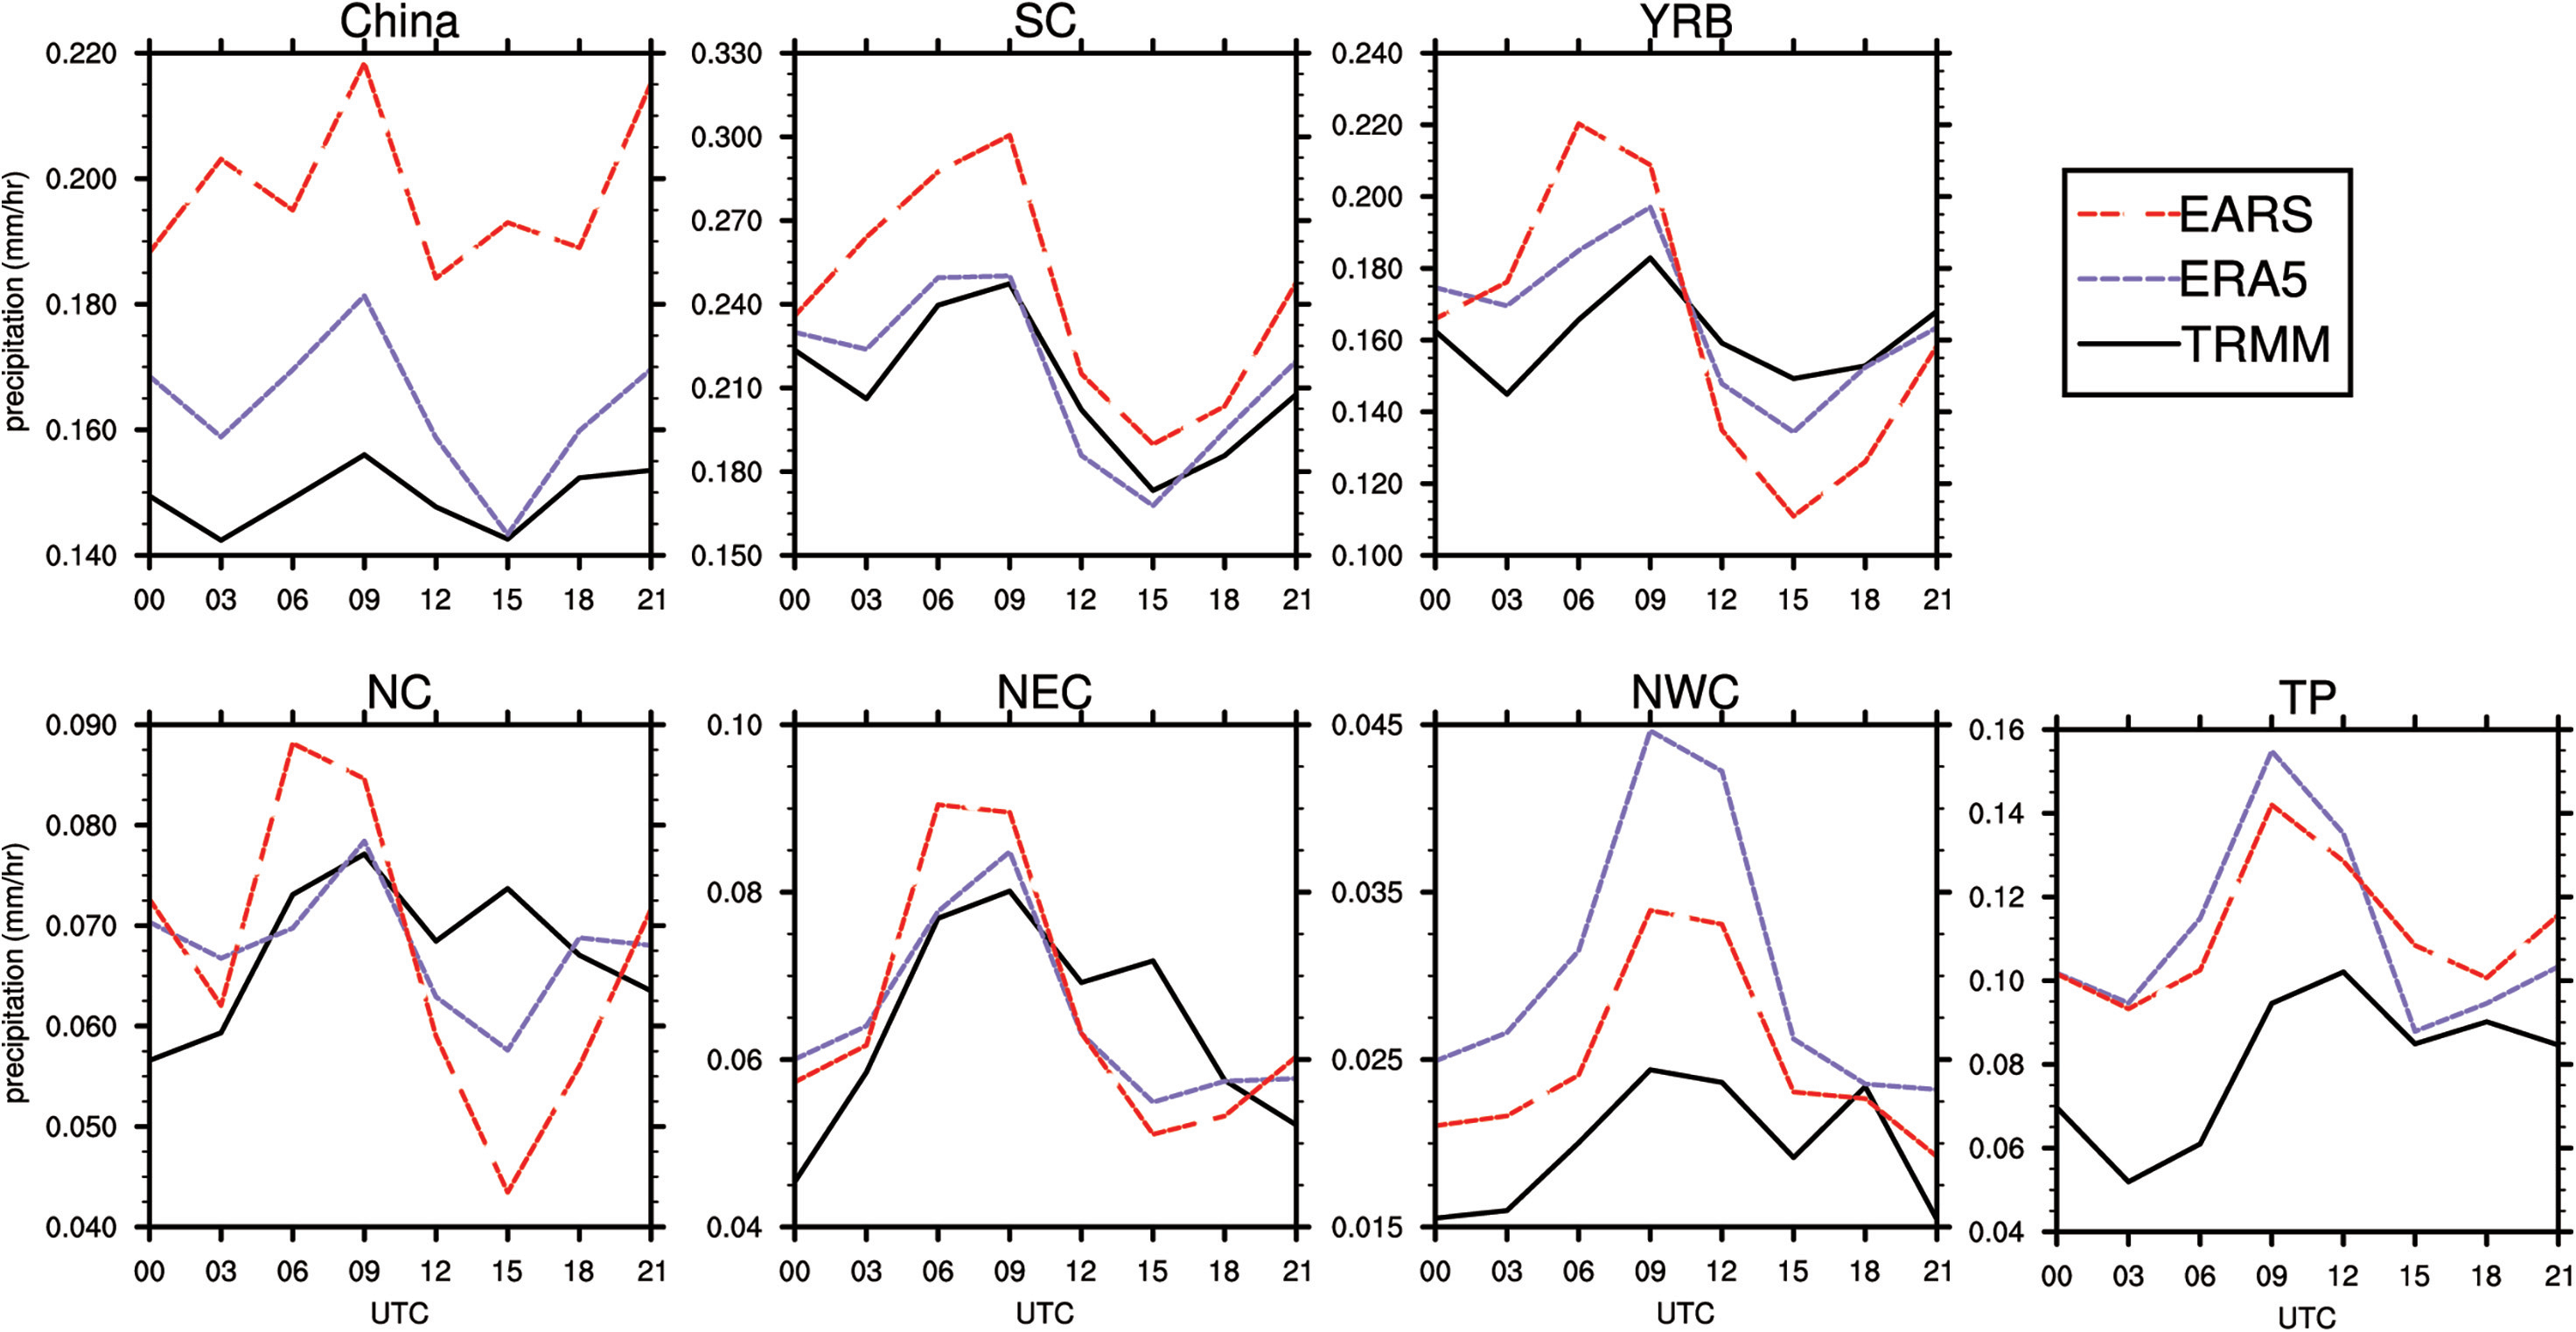 China
precipitation (mm/hr)
0.220
0.200
0.180
0.160
0.140
00 03 06 09 12 15 18 21
SC
0.330
0.300
0.270
0.240
0.210
0.180
0.150
00 03 06 09 12 15 18 21
YRB
0.240
0.220
0.200
0.180
0.160
0.140
0.120
0.100
00 03 06 09 12 15 18 21
EARS
ERA5
TRMM
NC
precipitation (mm/hr)
0.090
0.080
0.070
0.060
0.050
0.040
00 03 06 09 12 15 18 21
UTC
NEC
0.10
0.08
0.06
0.04
00 03 06 09 12 15 18 21
UTC
NWC
0.045
0.035
0.025
0.015
00 03 06 09 12 15 18 21
UTC
TP
0.16
0.14
0.12
0.10
0.08
0.06
0.04
00 03 06 09 12 15 18 21
UTC